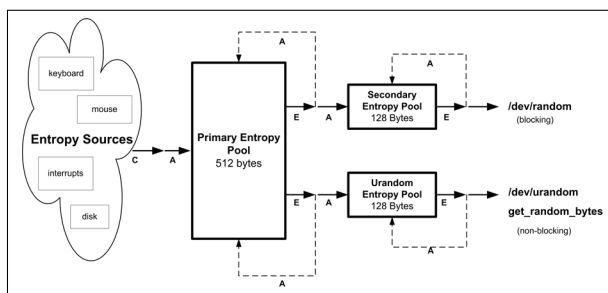 keyboard
mouse
Entropy Sources
interrupts
disk
C
A
Primary Entropy
Pool
512 bytes
A
E
A
Secondary
Entropy Pool
128 Bytes
A
E
/dev/random
(blocking)
E
A
A
Urandom
Entropy Pool
128 Bytes
E
A
/dev/urandom
get_random_bytes
(non-blocking)